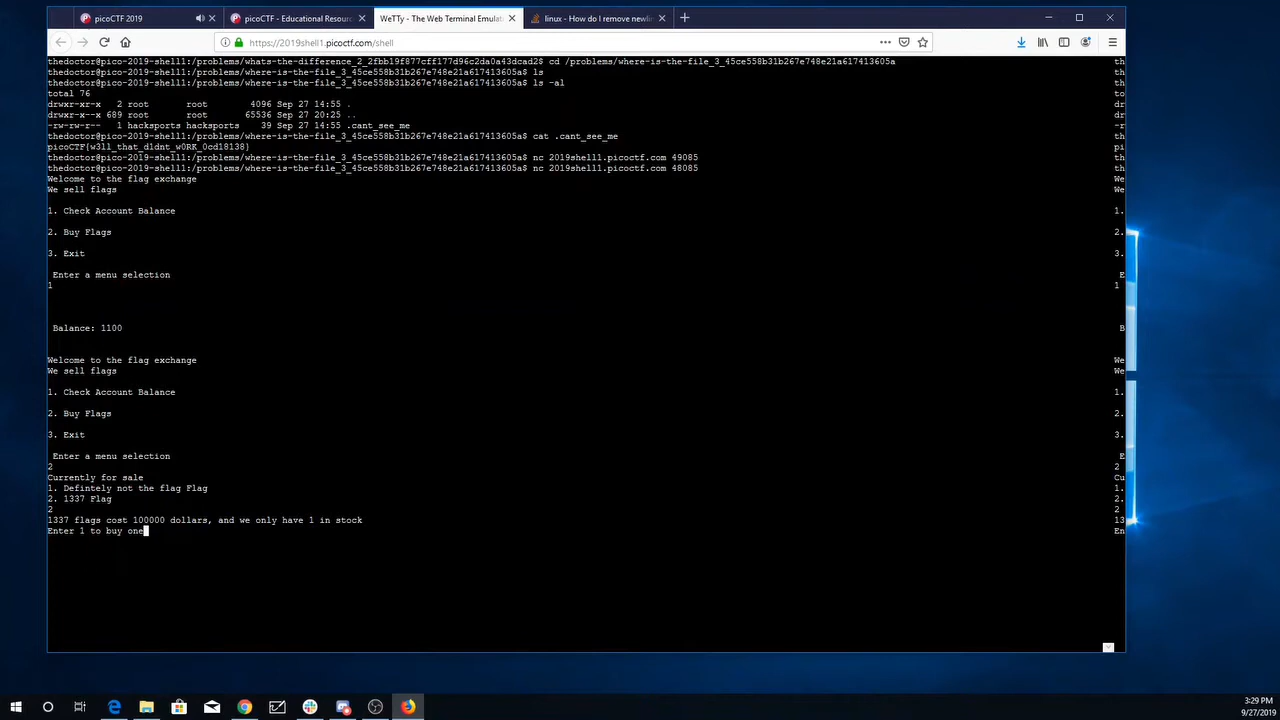 picoCTF 2019
picoCTF - Educational Resourc
WeTTy - The Web Terminal Emulat
linux - How do I remove newline
https://2019shell1.picoctf.com/shell
thedoctor@pico-2019-shell1:/problems/whats-the-difference_2_2fbb19f877cff177d96c2da0a43dcad2$ cd /problems/where-is-the-file_3_45ce558b31b267e748e21a617413605a
thedoctor@pico-2019-shell1:/problems/where-is-the-file_3_45ce558b31b267e748e21a617413605a$ ls
thedoctor@pico-2019-shell1:/problems/where-is-the-file_3_45ce558b31b267e748e21a617413605a$ ls -al
total 76
drwxr-xr-x   2 root       root        4096 Sep 27 14:55 .
drwxr-x--x 689 root       root       65536 Sep 27 20:25 ..
-rw-rw-r--   1 hacksports hacksports    39 Sep 27 14:55 .cant_see_me
thedoctor@pico-2019-shell1:/problems/where-is-the-file_3_45ce558b31b267e748e21a617413605a$ cat .cant_see_me
picoCTF{w3ll_that_d1dnt_w0RK_0cd18138}
thedoctor@pico-2019-shell1:/problems/where-is-the-file_3_45ce558b31b267e748e21a617413605a$ nc 2019shell1.picoctf.com 49085
thedoctor@pico-2019-shell1:/problems/where-is-the-file_3_45ce558b31b267e748e21a617413605a$ nc 2019shell1.picoctf.com 48085
Welcome to the flag exchange
We sell flags
1. Check Account Balance
2. Buy Flags
3. Exit
Enter a menu selection
1
Balance: 1100
Welcome to the flag exchange
We sell flags
1. Check Account Balance
2. Buy Flags
3. Exit
Enter a menu selection
2
Currently for sale
1. Defintely not the flag Flag
2. 1337 Flag
2
1337 flags cost 100000 dollars, and we only have 1 in stock
Enter 1 to buy one
3:29 PM
9/27/2019